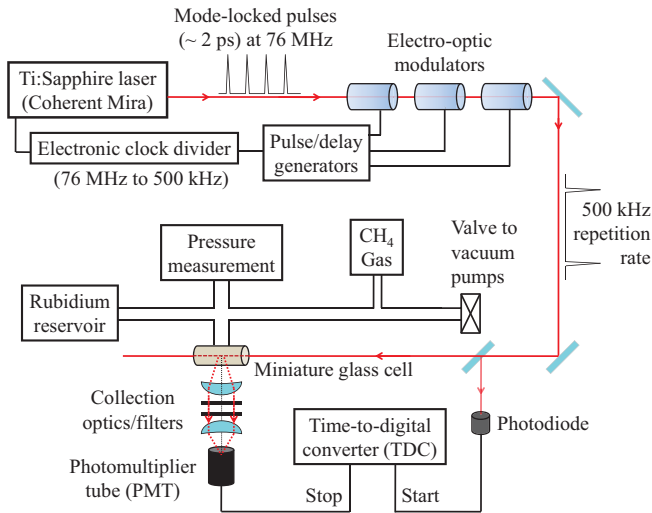 Mode-locked pulses
(~ 2 ps) at 76 MHz
Electro-optic
modulators
Ti:Sapphire laser
(Coherent Mira)
Electronic clock divider
(76 MHz to 500 kHz)
Pulse/delay
generators
500 kHz
repetition
rate
Pressure
measurement
CH4
Gas
Valve to
vacuum
pumps
Rubidium
reservoir
Miniature glass cell
Collection
optics/filters
Time-to-digital
converter (TDC)
Photodiode
Photomultiplier
tube (PMT)
Stop
Start